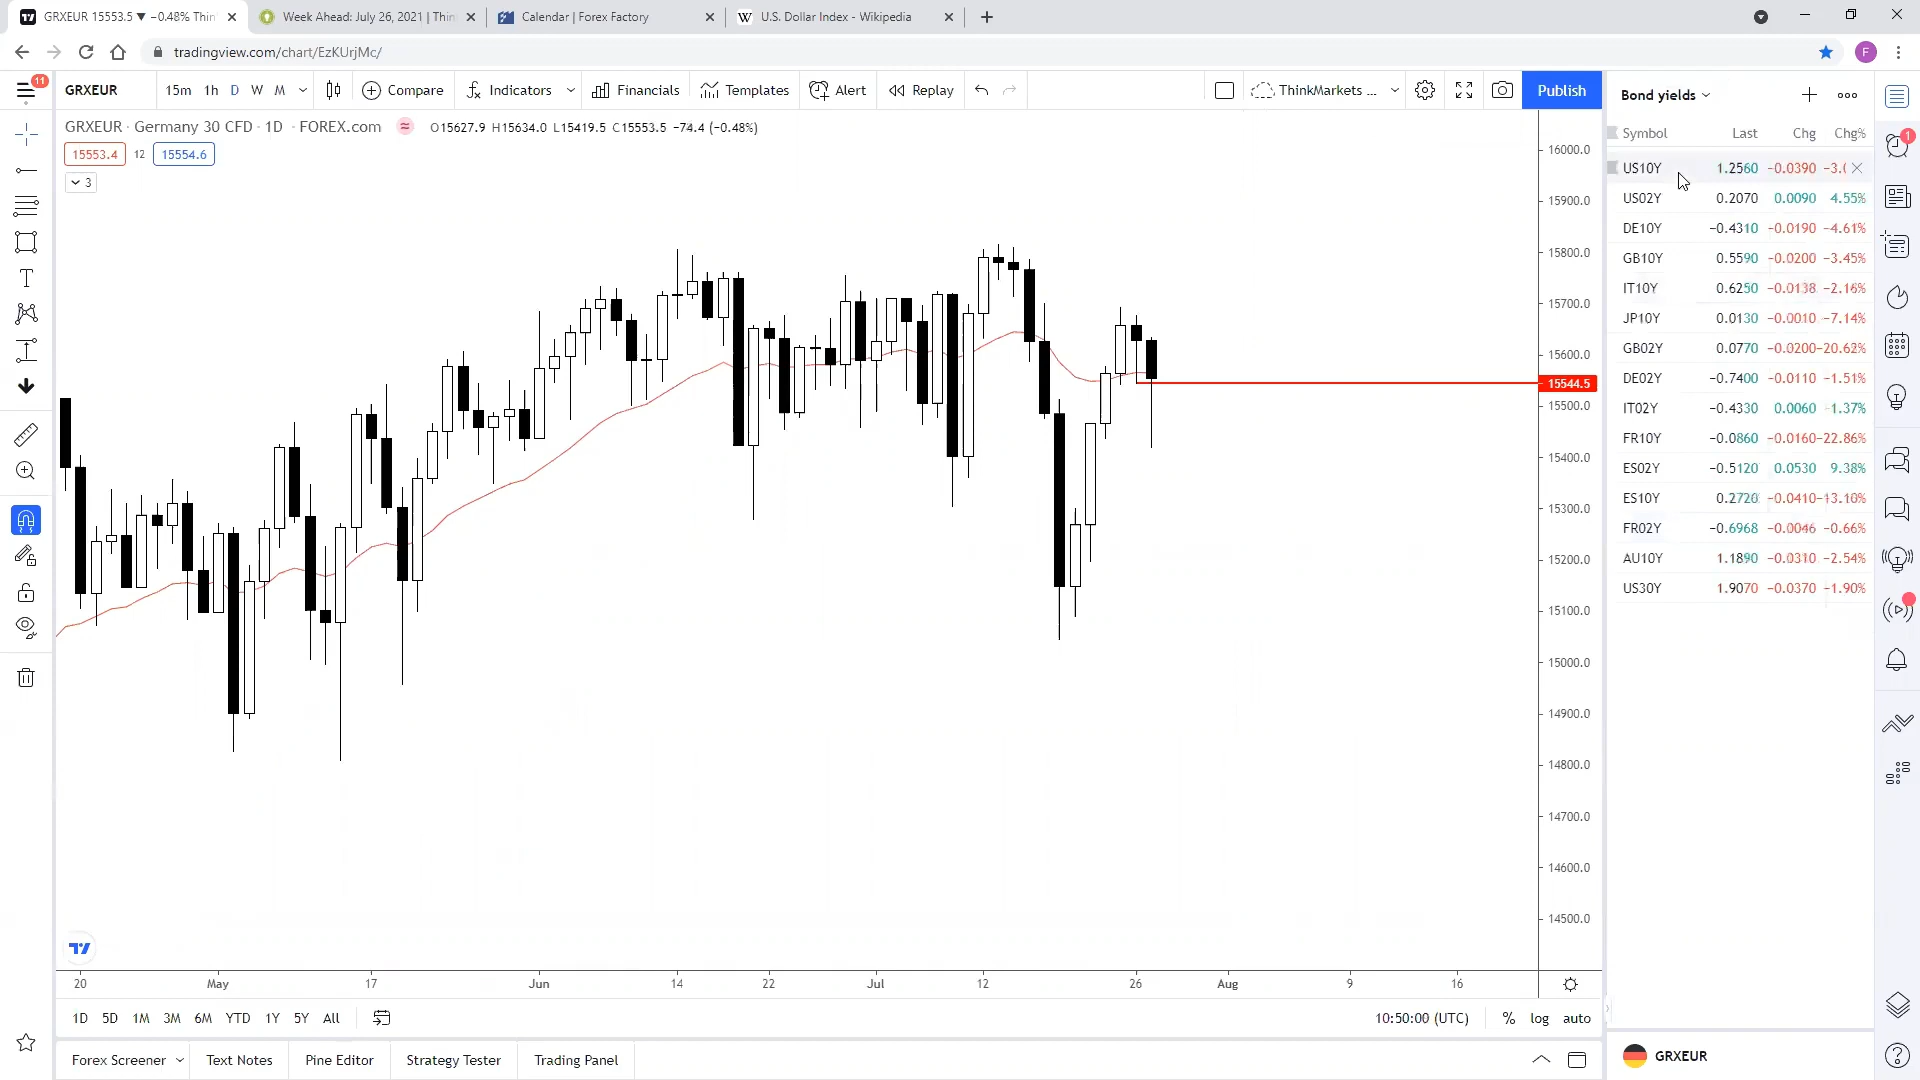 GRXEUR 15553.5 ▼ −0.48% Thin
Week Ahead: July 26, 2021 | Thin
Calendar | Forex Factory
U.S. Dollar Index - Wikipedia
tradingview.com/chart/EzKUrjMc/
F
11
GRXEUR 15m 1h D W M Compare Indicators Financials Templates Alert Replay ThinkMarkets ... Publish
GRXEUR · Germany 30 CFD · 1D · FOREX.com O15627.9 H15634.0 L15419.5 C15553.5 −74.4 (−0.48%)
15553.4 12 15554.6
3
16000.0
15900.0
15800.0
15700.0
15600.0
15544.5
15500.0
15400.0
15300.0
15200.0
15100.0
15000.0
14900.0
14800.0
14700.0
14600.0
14500.0
20 May 17 Jun 14 22 Jul 12 26 Aug 9 16
1D 5D 1M 3M 6M YTD 1Y 5Y All 10:50:00 (UTC) % log auto
Forex Screener Text Notes Pine Editor Strategy Tester Trading Panel
Bond yields
Symbol Last Chg Chg%
US10Y 1.2560 −0.0390
US02Y 0.2070 0.0090 4.55%
DE10Y −0.4310 −0.0190 −4.61%
GB10Y 0.5590 −0.0200 −3.45%
IT10Y 0.6250 −0.0138 −2.16%
JP10Y 0.0130 −0.0010 −7.14%
GB02Y 0.0770 −0.0200 −20.62%
DE02Y −0.7400 −0.0110 −1.51%
IT02Y −0.4330 0.0060 1.37%
FR10Y −0.0860 −0.0160 −22.86%
ES02Y −0.5120 0.0530 9.38%
ES10Y 0.2720 −0.0410 −13.10%
FR02Y −0.6968 −0.0046 −0.66%
AU10Y 1.1890 −0.0310 −2.54%
US30Y 1.9070 −0.0370 −1.90%
GRXEUR
1